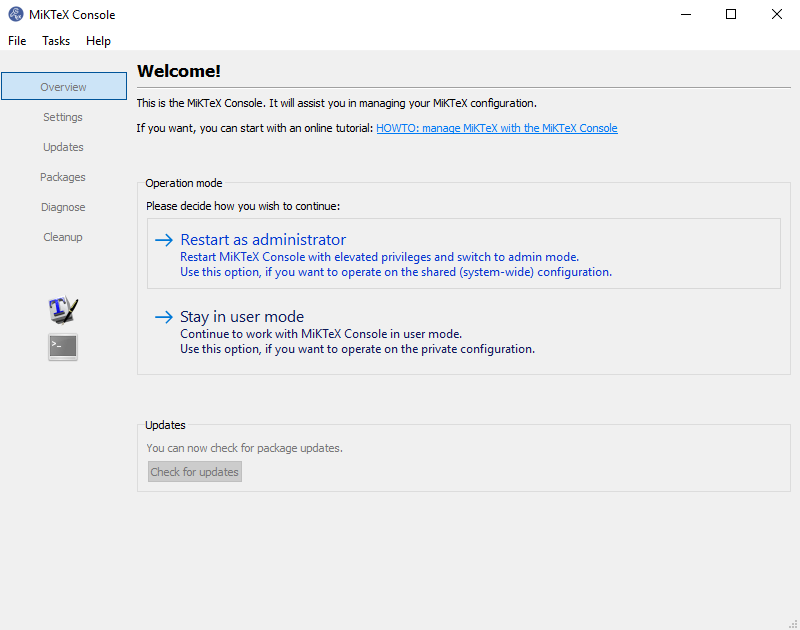 MiKTeX Console
File Tasks Help
Overview
Settings
Updates
Packages
Diagnose
Cleanup
>_
Welcome!
This is the MiKTeX Console. It will assist you in managing your MiKTeX configuration.
If you want, you can start with an online tutorial: HOWTO: manage MiKTeX with the MiKTeX Console
Operation mode
Please decide how you wish to continue:
Restart as administrator
Restart MiKTeX Console with elevated privileges and switch to admin mode.
Use this option, if you want to operate on the shared (system-wide) configuration.
Stay in user mode
Continue to work with MiKTeX Console in user mode.
Use this option, if you want to operate on the private configuration.
Updates
You can now check for package updates.
Check for updates